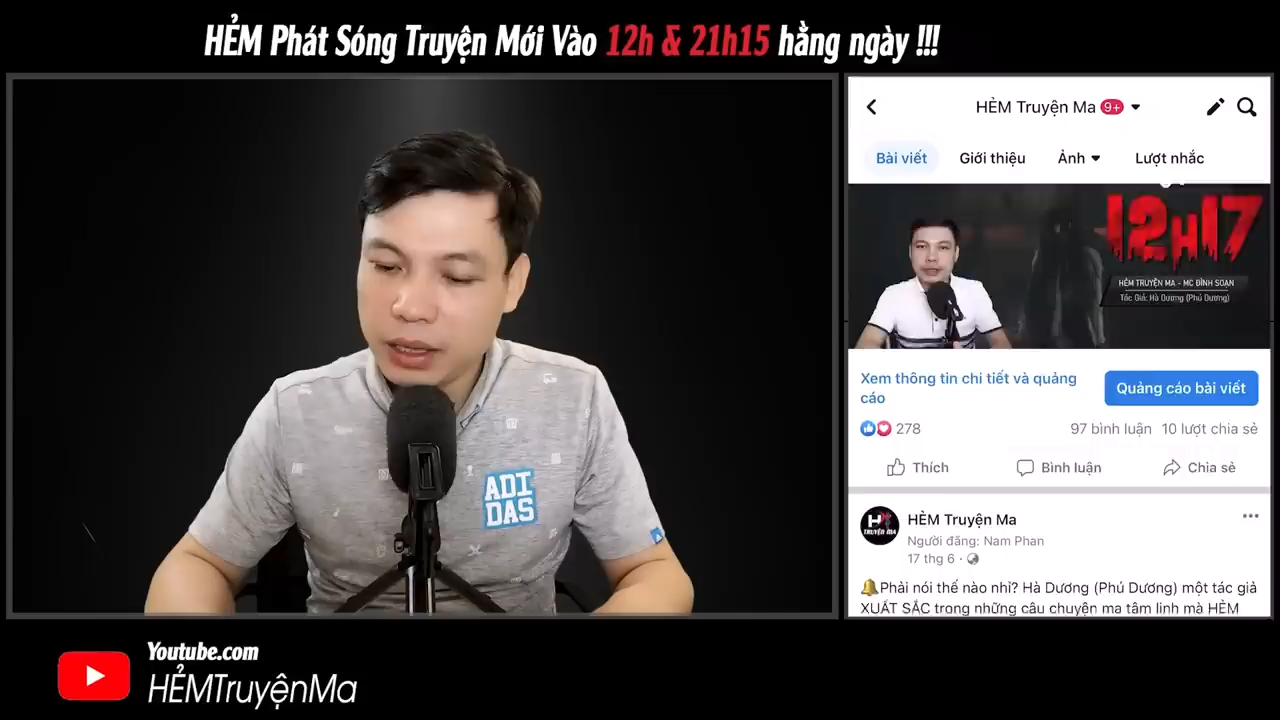 HẺM Phát Sóng Truyện Mới Vào 12h & 21h15 hằng ngày !!!
HẺM Truyện Ma 9+
Bài viết Giới thiệu Ảnh Lượt nhắc
12H17
HẺM TRUYỆN MA - MC ĐÌNH SOẠN
Tác Giả: Hà Dương (Phú Dương)
Xem thông tin chi tiết và quảng
cáo
Quảng cáo bài viết
278 97 bình luận 10 lượt chia sẻ
Thích Bình luận Chia sẻ
ADI
DAS
HẺM Truyện Ma
Người đăng: Nam Phan
17 thg 6 ·
🔔Phải nói thế nào nhỉ? Hà Dương (Phú Dương) một tác giả
XUẤT SẮC trong những câu chuyện ma tâm linh mà HẺM
Youtube.com
HẺMTruyệnMa